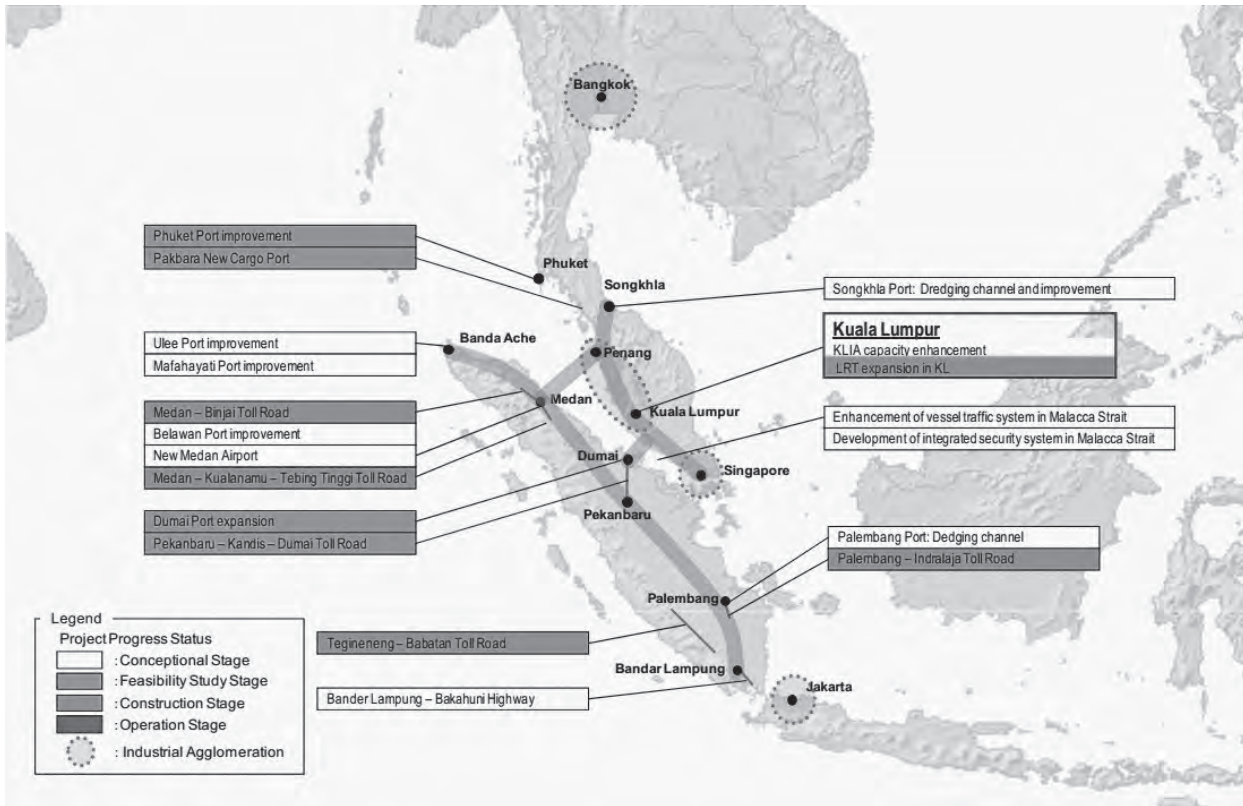 Bangkok
Phuket Port improvement
Pakbara New Cargo Port
Phuket
Songkhla
Songkhla Port: Dredging channel and improvement
Kuala Lumpur
KLIA capacity enhancement
LRT expansion in KL
Ulee Port improvement
Mafahayati Port improvement
Banda Ache
Penang
Medan
Kuala Lumpur
Medan – Binjai Toll Road
Belawan Port improvement
New Medan Airport
Medan – Kualanamu – Tebing Tinggi Toll Road
Enhancement of vessel traffic system in Malacca Strait
Development of integrated security system in Malacca Strait
Dumai
Singapore
Pekanbaru
Dumai Port expansion
Pekanbaru – Kandis – Dumai Toll Road
Palembang Port: Dedging channel
Palembang – Indralaja Toll Road
Palembang
Tegineneng – Babatan Toll Road
Bandar Lampung
Bander Lampung – Bakahuni Highway
Jakarta
Legend
Project Progress Status
: Conceptional Stage
: Feasibility Study Stage
: Construction Stage
: Operation Stage
: Industrial Agglomeration